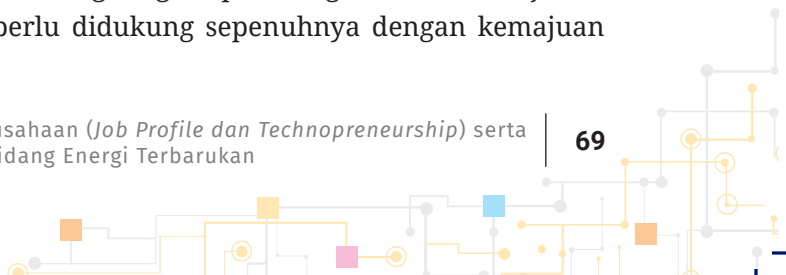 perlu didukung sepenuhnya dengan kemajuan
usahaan (Job Profile dan Technopreneurship) serta
idang Energi Terbarukan
69